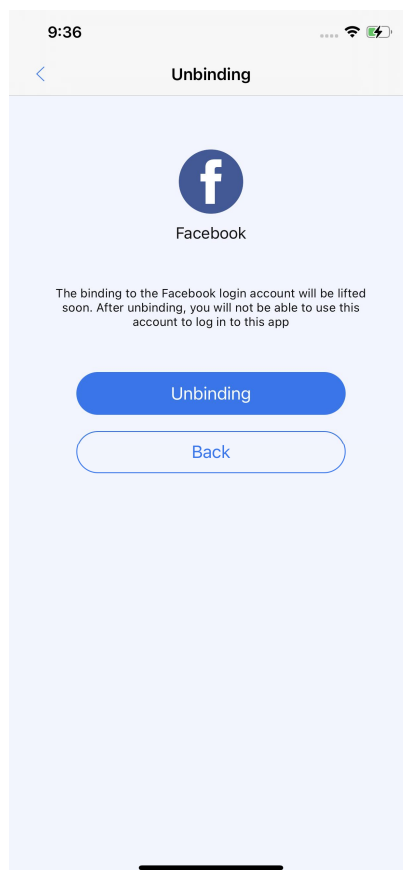 9:36
Unbinding
Facebook
The binding to the Facebook login account will be lifted
soon. After unbinding, you will not be able to use this
account to log in to this app
Unbinding
Back